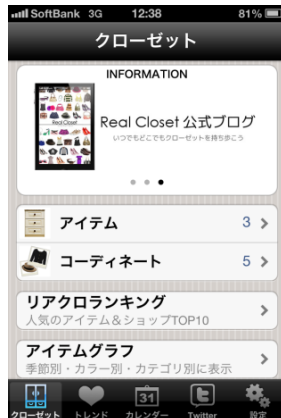 SoftBank 3G 12:38 81%
クローゼット
INFORMATION
Real Closet
Real Closet 公式ブログ
いつでもどこでもクローゼットを持ち歩こう
アイテム 3
コーディネート 5
リアクロランキング
人気のアイテム＆ショップTOP10
アイテムグラフ
季節別・カラー別・カテゴリ別に表示
31
クローゼット トレンド カレンダー Twitter 設定